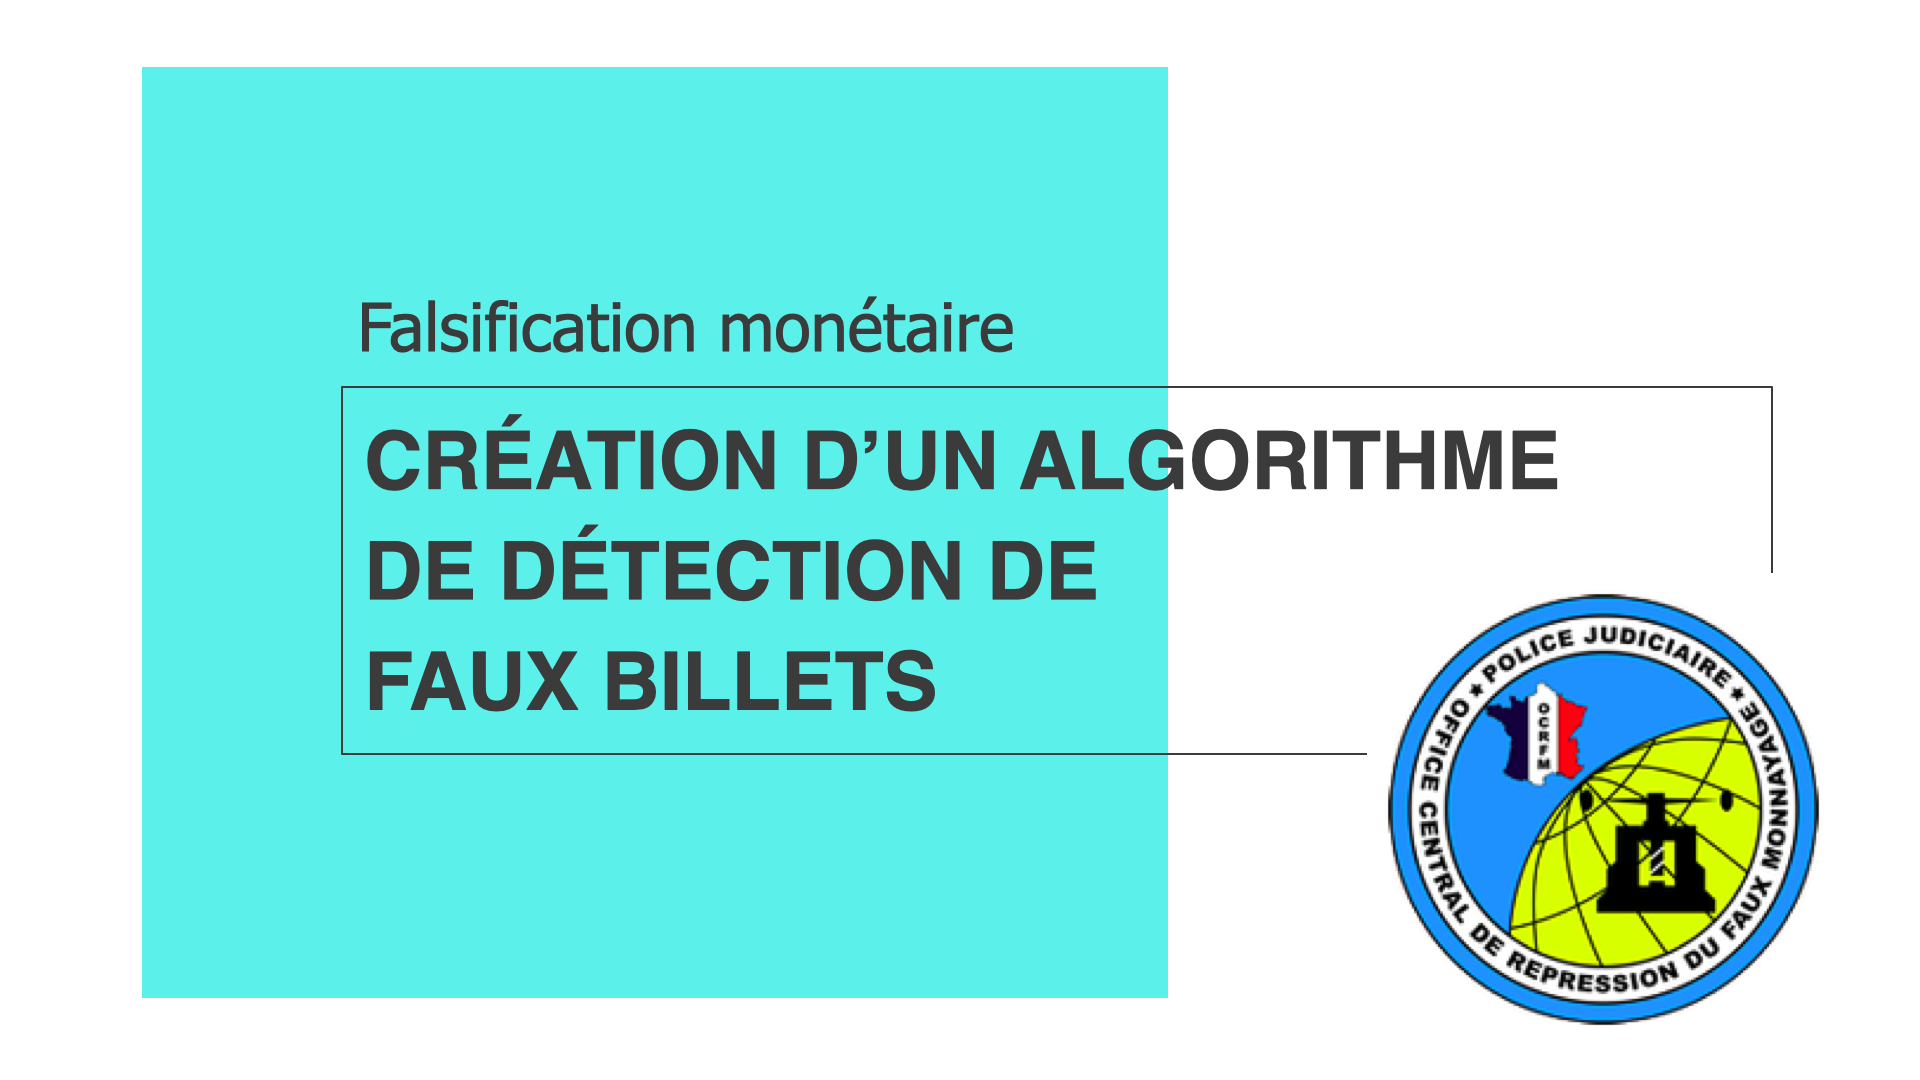 Falsification monétaire
CRÉATION D’UN ALGORITHME
DE DÉTECTION DE
FAUX BILLETS
★ POLICE JUDICIAIRE ★
OFFICE CENTRAL DE REPRESSION DU FAUX MONNAYAGE
O
C
R
F
M